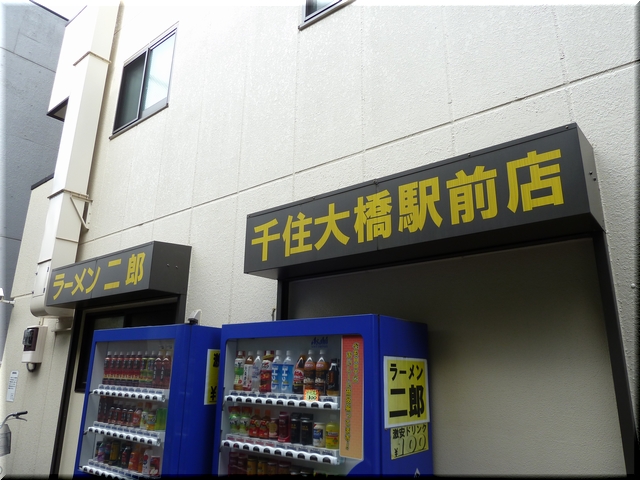 ラーメン 二郎
千住大橋駅前店
Asahi
ラーメン
二郎
激安ドリンク
¥100